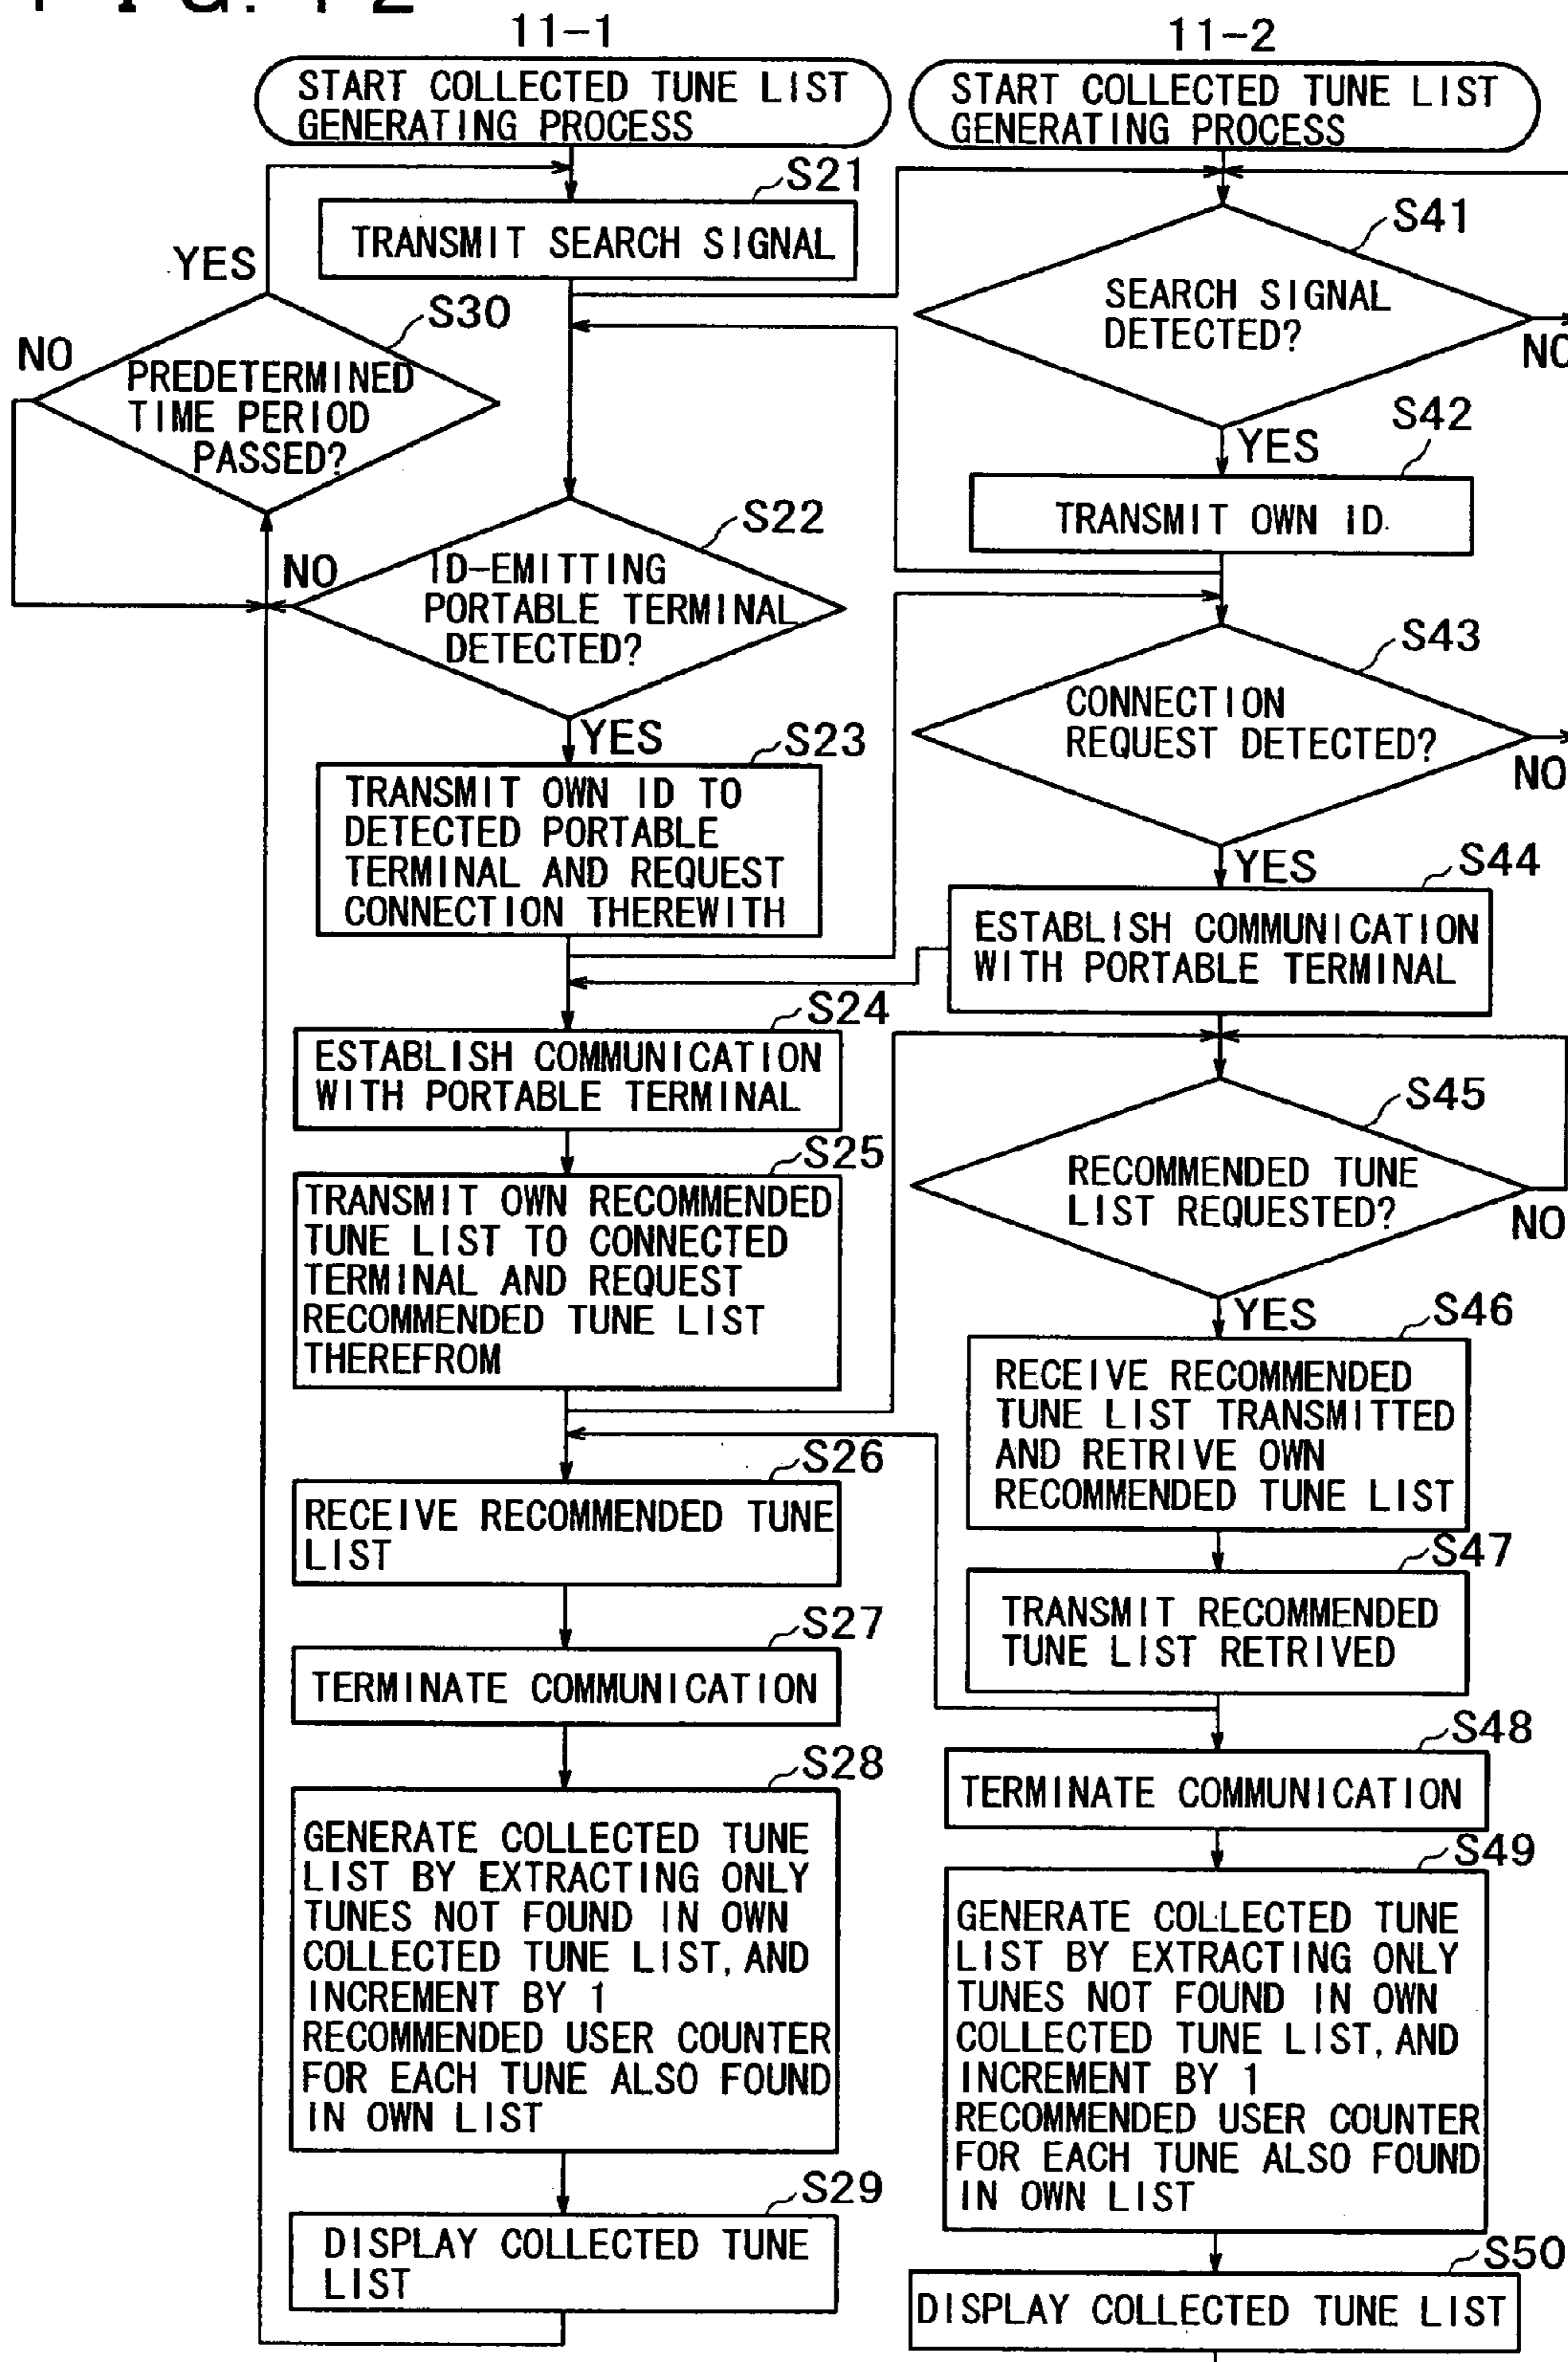 11-1
START COLLECTED TUNE LIST
GENERATING PROCESS
S21
TRANSMIT SEARCH SIGNAL
YES
S30
NO
PREDETERMINED
TIME PERIOD
PASSED?
S22
NO
ID-EMITTING
PORTABLE TERMINAL
DETECTED?
YES
S23
TRANSMIT OWN ID TO
DETECTED PORTABLE
TERMINAL AND REQUEST
CONNECTION THEREWITH
S24
ESTABLISH COMMUNICATION
WITH PORTABLE TERMINAL
S25
TRANSMIT OWN RECOMMENDED
TUNE LIST TO CONNECTED
TERMINAL AND REQUEST
RECOMMENDED TUNE LIST
THEREFROM
S26
RECEIVE RECOMMENDED TUNE
LIST
S27
TERMINATE COMMUNICATION
S28
GENERATE COLLECTED TUNE
LIST BY EXTRACTING ONLY
TUNES NOT FOUND IN OWN
COLLECTED TUNE LIST, AND
INCREMENT BY 1
RECOMMENDED USER COUNTER
FOR EACH TUNE ALSO FOUND
IN OWN LIST
S29
DISPLAY COLLECTED TUNE
LIST
11-2
START COLLECTED TUNE LIST
GENERATING PROCESS
S41
SEARCH SIGNAL
DETECTED?
NO
YES
S42
TRANSMIT OWN ID
S43
CONNECTION
REQUEST DETECTED?
NO
YES
S44
ESTABLISH COMMUNICATION
WITH PORTABLE TERMINAL
S45
RECOMMENDED TUNE
LIST REQUESTED?
NO
YES
S46
RECEIVE RECOMMENDED
TUNE LIST TRANSMITTED
AND RETRIVE OWN
RECOMMENDED TUNE LIST
S47
TRANSMIT RECOMMENDED
TUNE LIST RETRIVED
S48
TERMINATE COMMUNICATION
S49
GENERATE COLLECTED TUNE
LIST BY EXTRACTING ONLY
TUNES NOT FOUND IN OWN
COLLECTED TUNE LIST, AND
INCREMENT BY 1
RECOMMENDED USER COUNTER
FOR EACH TUNE ALSO FOUND
IN OWN LIST
S50
DISPLAY COLLECTED TUNE LIST